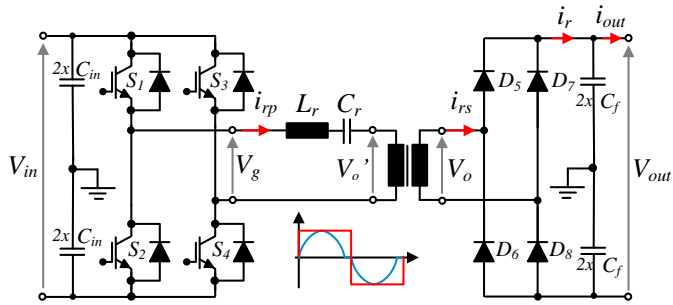 2x C_in
S_1
S_3
i_rp
L_r
C_r
i_rs
D_5
D_7
i_r
i_out
2x C_f
V_in
V_g
V_o'
V_o
V_out
2x C_in
S_2
S_4
D_6
D_8
2x C_f